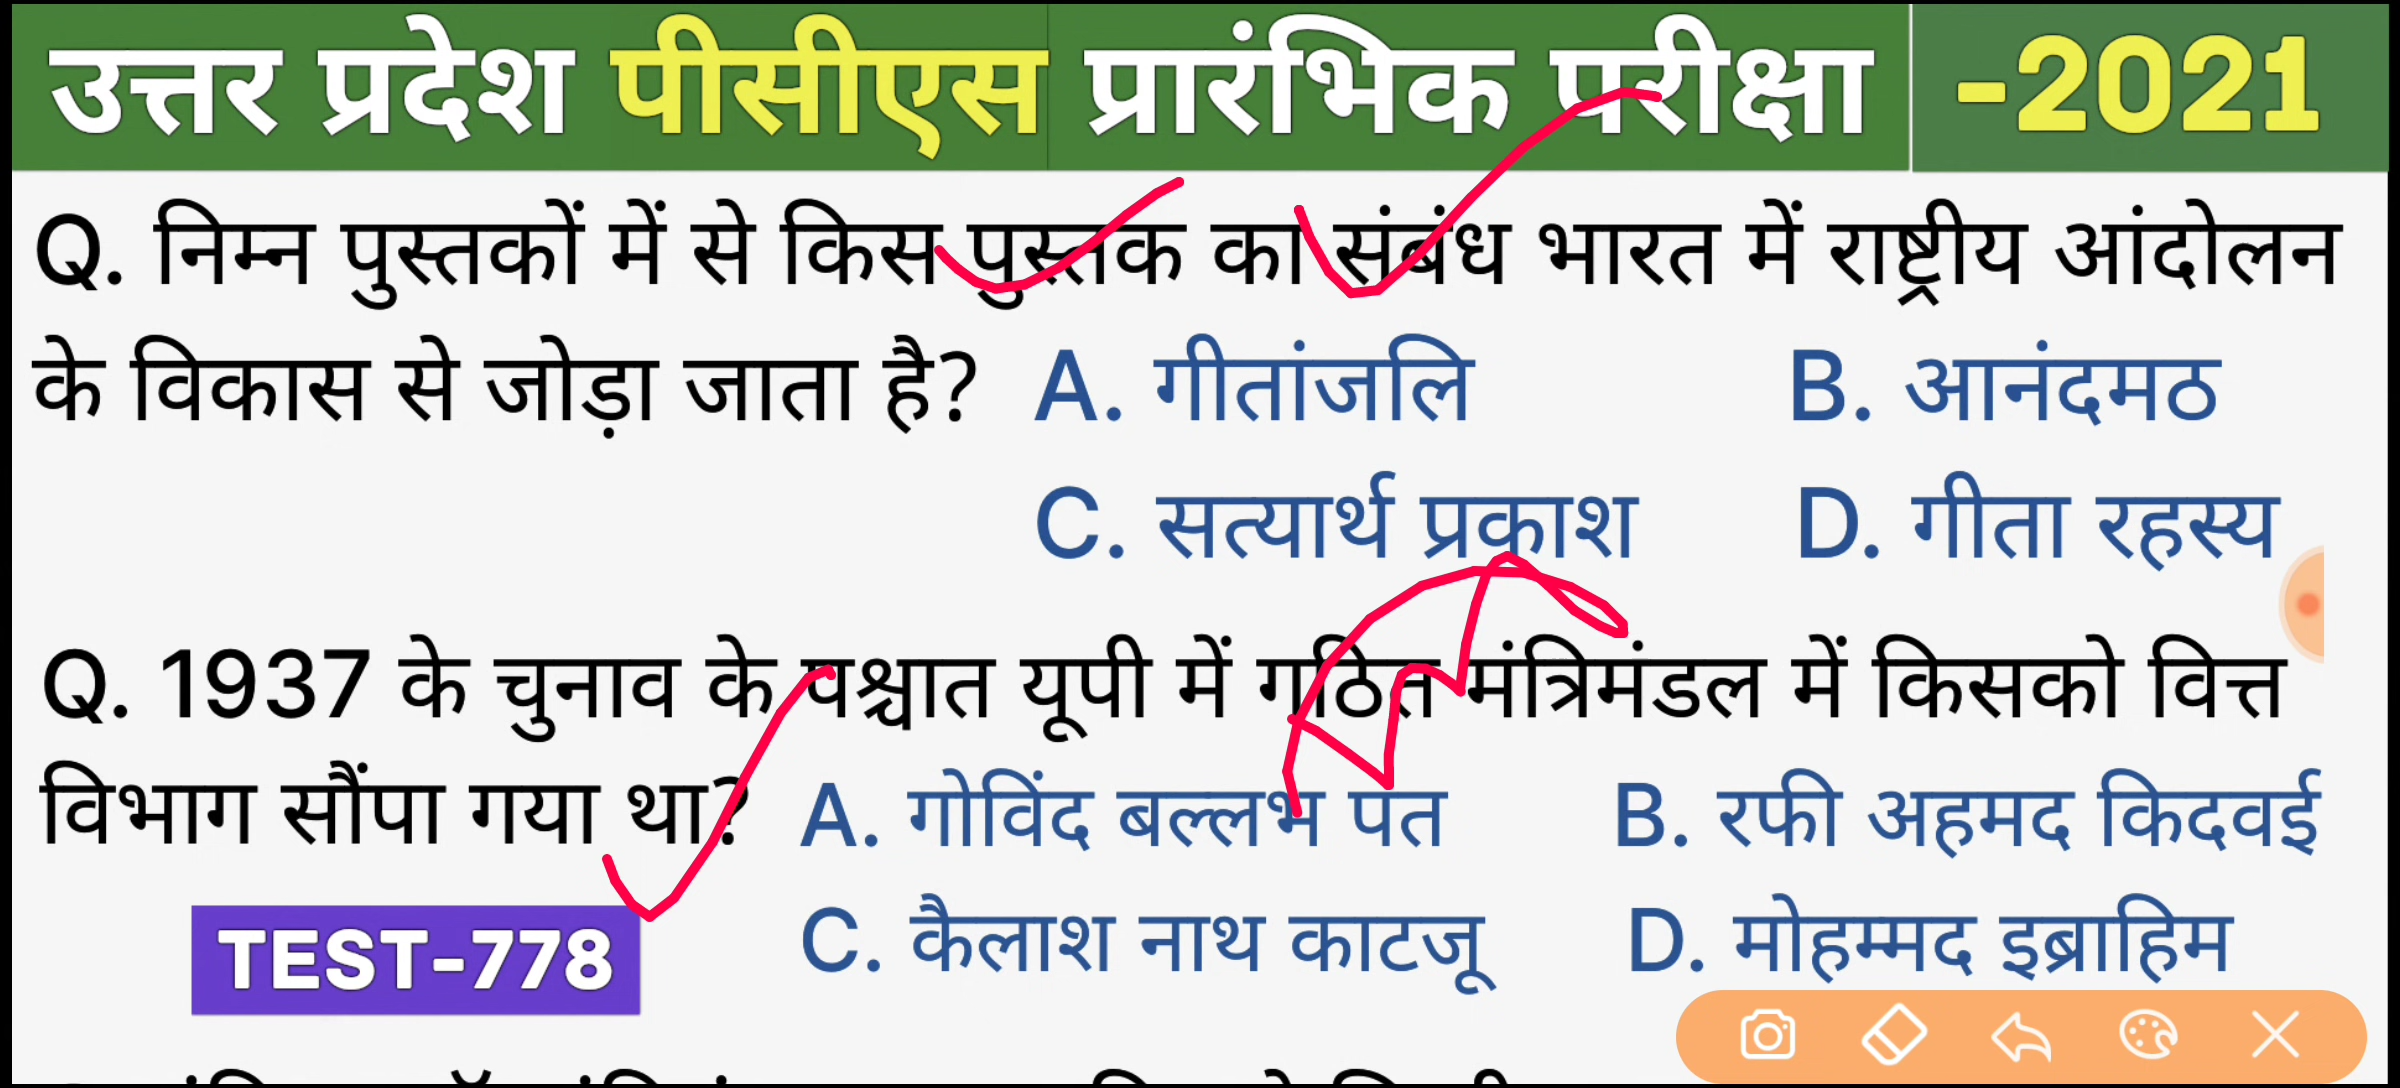 उत्तर प्रदेश पीसीएस प्रारंभिक परीक्षा -2021
Q. निम्न पुस्तकों में से किस पुस्तक का संबंध भारत में राष्ट्रीय आंदोलन
के विकास से जोड़ा जाता है? A. गीतांजलि B. आनंदमठ
C. सत्यार्थ प्रकाश D. गीता रहस्य
Q. 1937 के चुनाव के पश्चात यूपी में गठित मंत्रिमंडल में किसको वित्त
विभाग सौंपा गया था? A. गोविंद बल्लभ पंत B. रफी अहमद किदवई
TEST-778 C. कैलाश नाथ काटजू D. मोहम्मद इब्राहिम